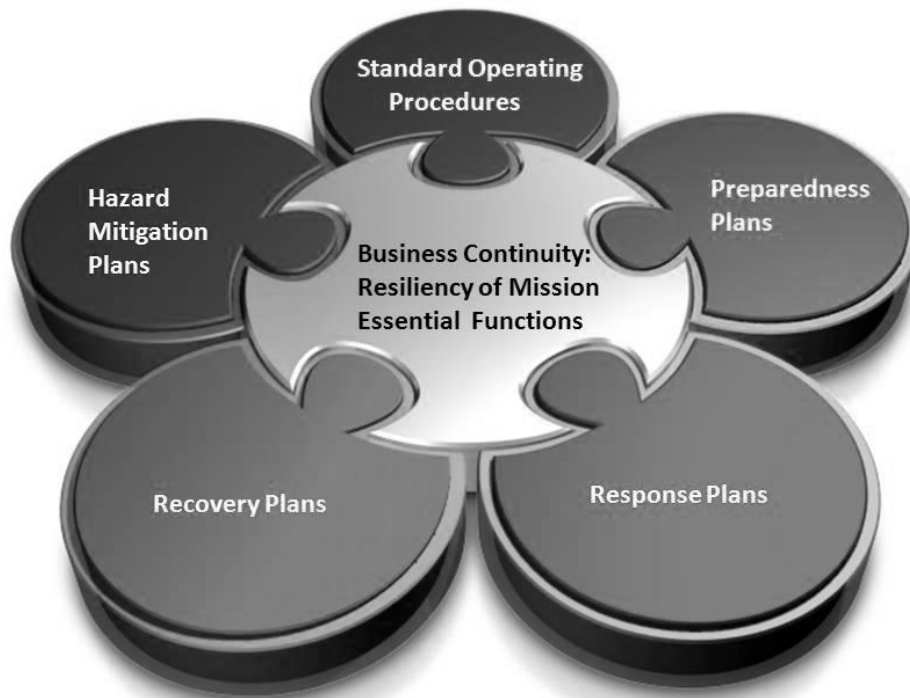 Standard Operating
Procedures
Hazard
Mitigation
Plans
Preparedness
Plans
Business Continuity:
Resiliency of Mission
Essential Functions
Recovery Plans
Response Plans